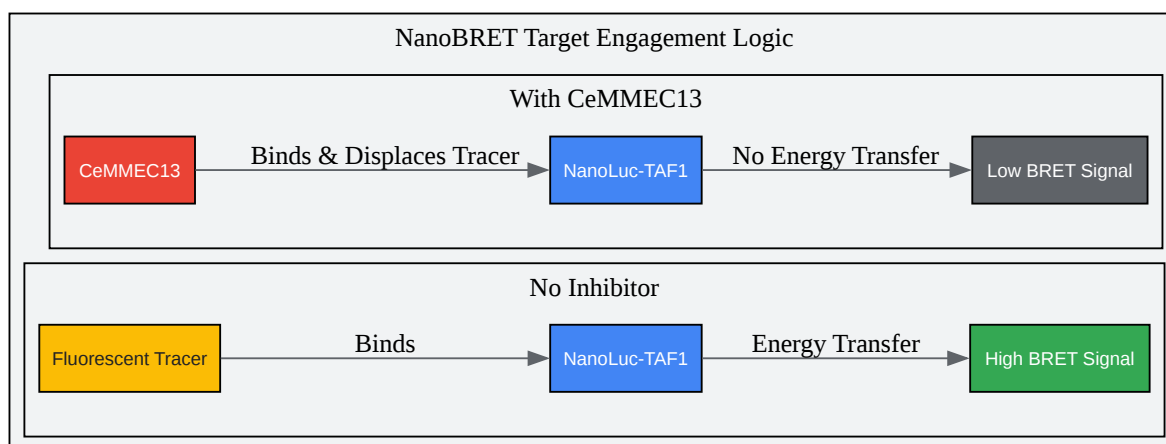 NanoBRET Target Engagement Logic
With CeMMEC13
CeMMEC13
Binds & Displaces Tracer
NanoLuc-TAF1
No Energy Transfer
Low BRET Signal
No Inhibitor
Fluorescent Tracer
Binds
NanoLuc-TAF1
Energy Transfer
High BRET Signal